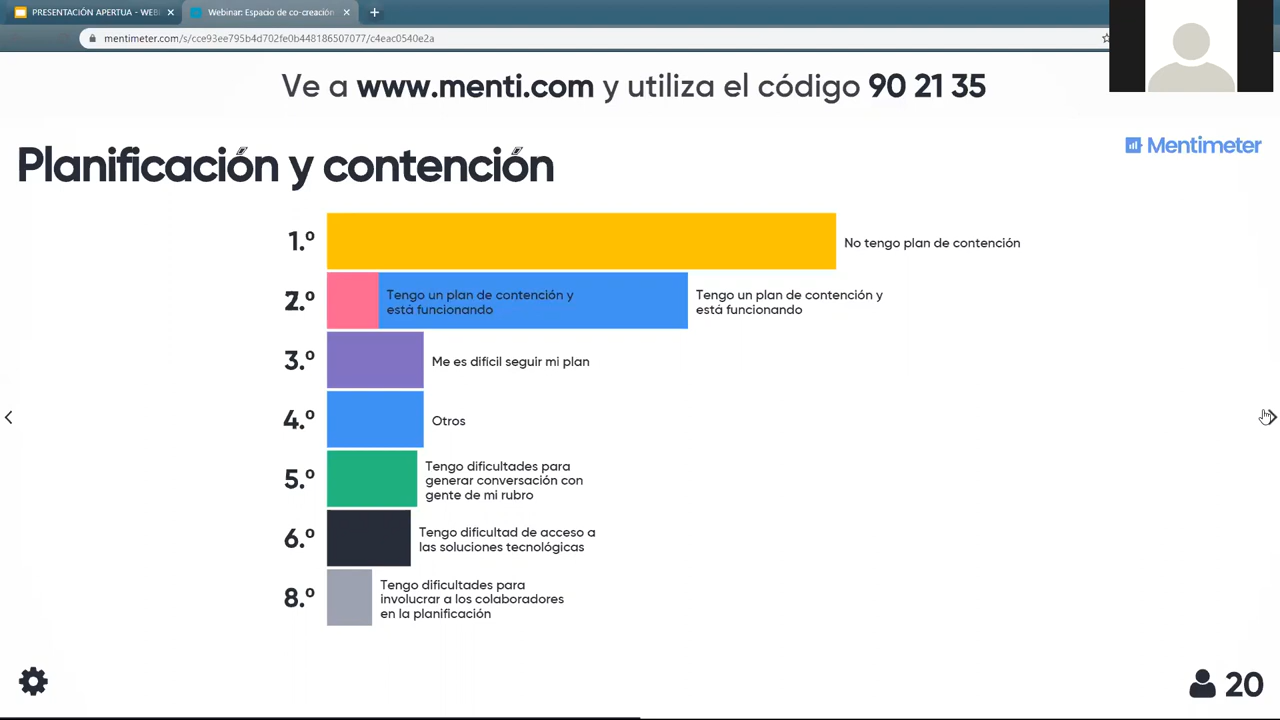 PRESENTACIÓN APERTUA - WEBI
Webinar: Espacio de co-creación
mentimeter.com/s/cce93ee795b4d702fe0b448186507077/c4eac0540e2a
Ve a www.menti.com y utiliza el código 90 21 35
Mentimeter
Planificación y contención
1.º
No tengo plan de contención
2.º
Tengo un plan de contención y
está funcionando
Tengo un plan de contención y
está funcionando
3.º
Me es difícil seguir mi plan
4.º
Otros
5.º
Tengo dificultades para
generar conversación con
gente de mi rubro
6.º
Tengo dificultad de acceso a
las soluciones tecnológicas
8.º
Tengo dificultades para
involucrar a los colaboradores
en la planificación
20